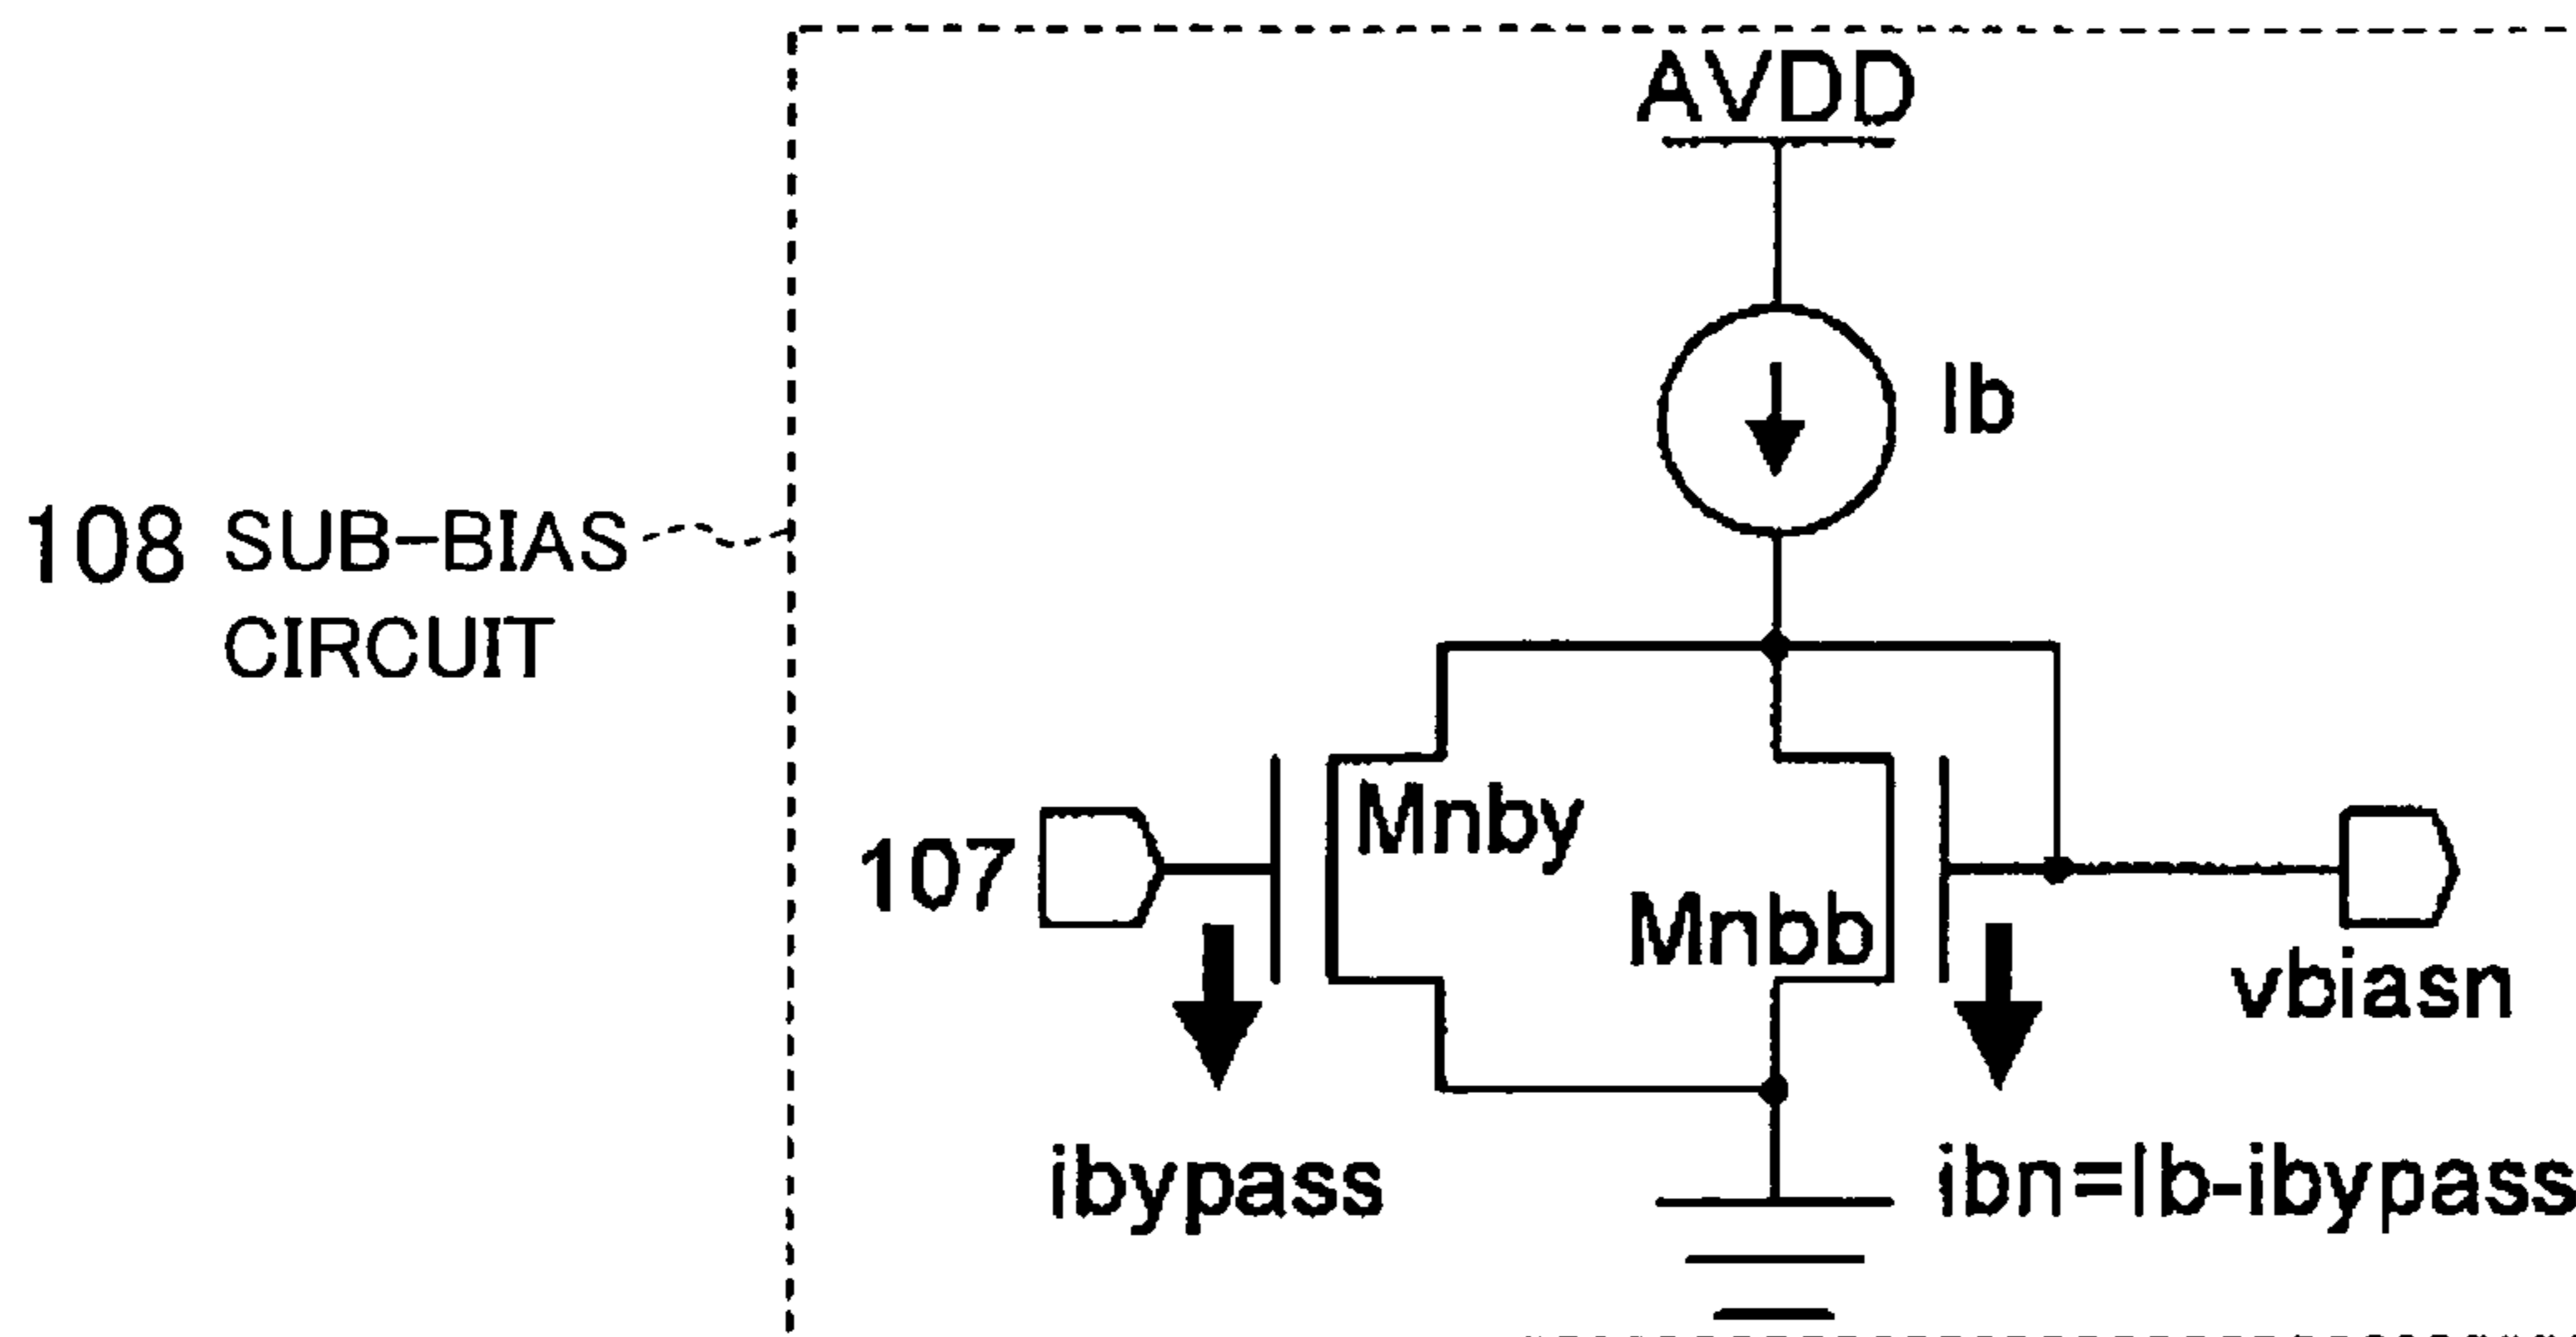 AVDD
Ib
108 SUB-BIAS
CIRCUIT
Mnby
107
Mnbb
vbiasn
ibypass
ibn=Ib-ibypass